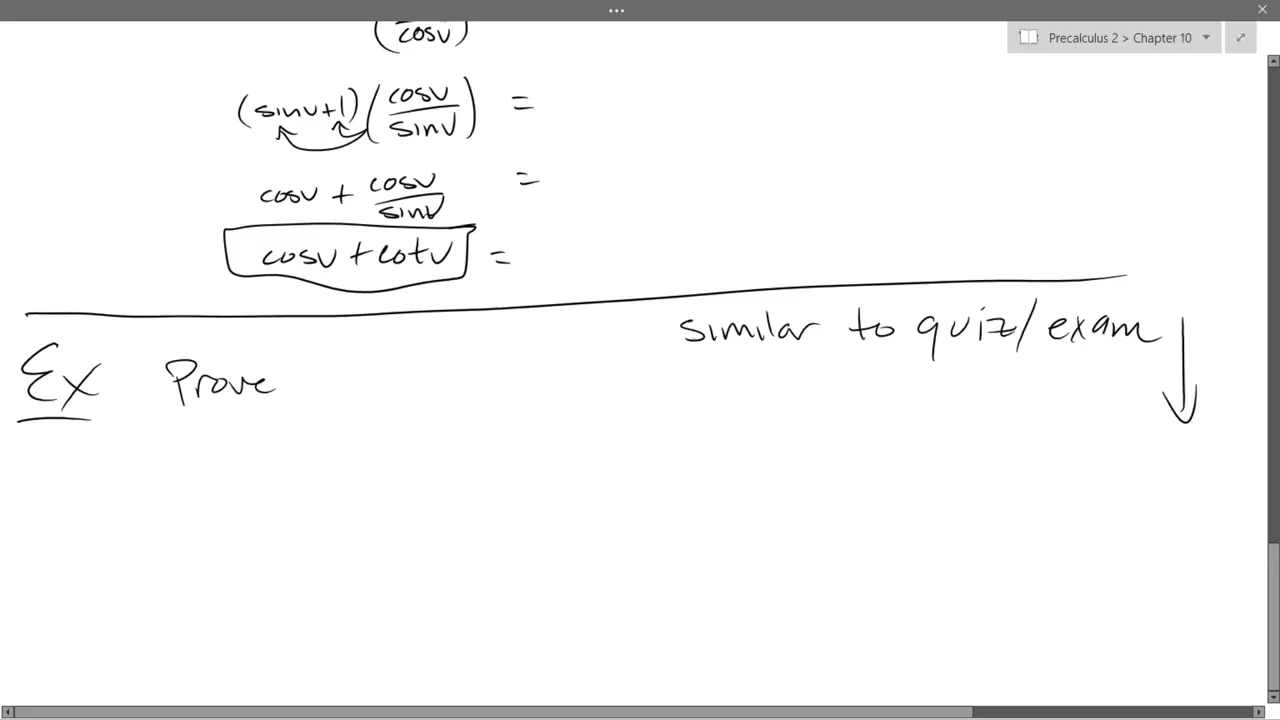 Precalculus 2 > Chapter 10
cosv)
(sinv+1)(cosv/sinv) =
cosv + cosv/sinv =
cosv + cotv =
similar to quiz/exam
Ex Prove